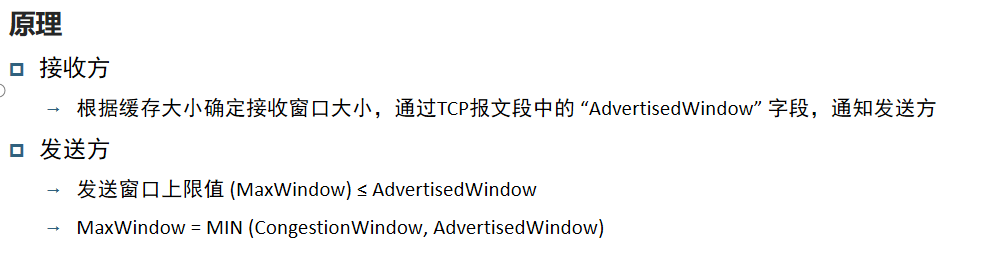 原理
接收方
→ 根据缓存大小确定接收窗口大小，通过TCP报文段中的 “AdvertisedWindow” 字段，通知发送方
发送方
→ 发送窗口上限值 (MaxWindow) ≤ AdvertisedWindow
→ MaxWindow = MIN (CongestionWindow, AdvertisedWindow)